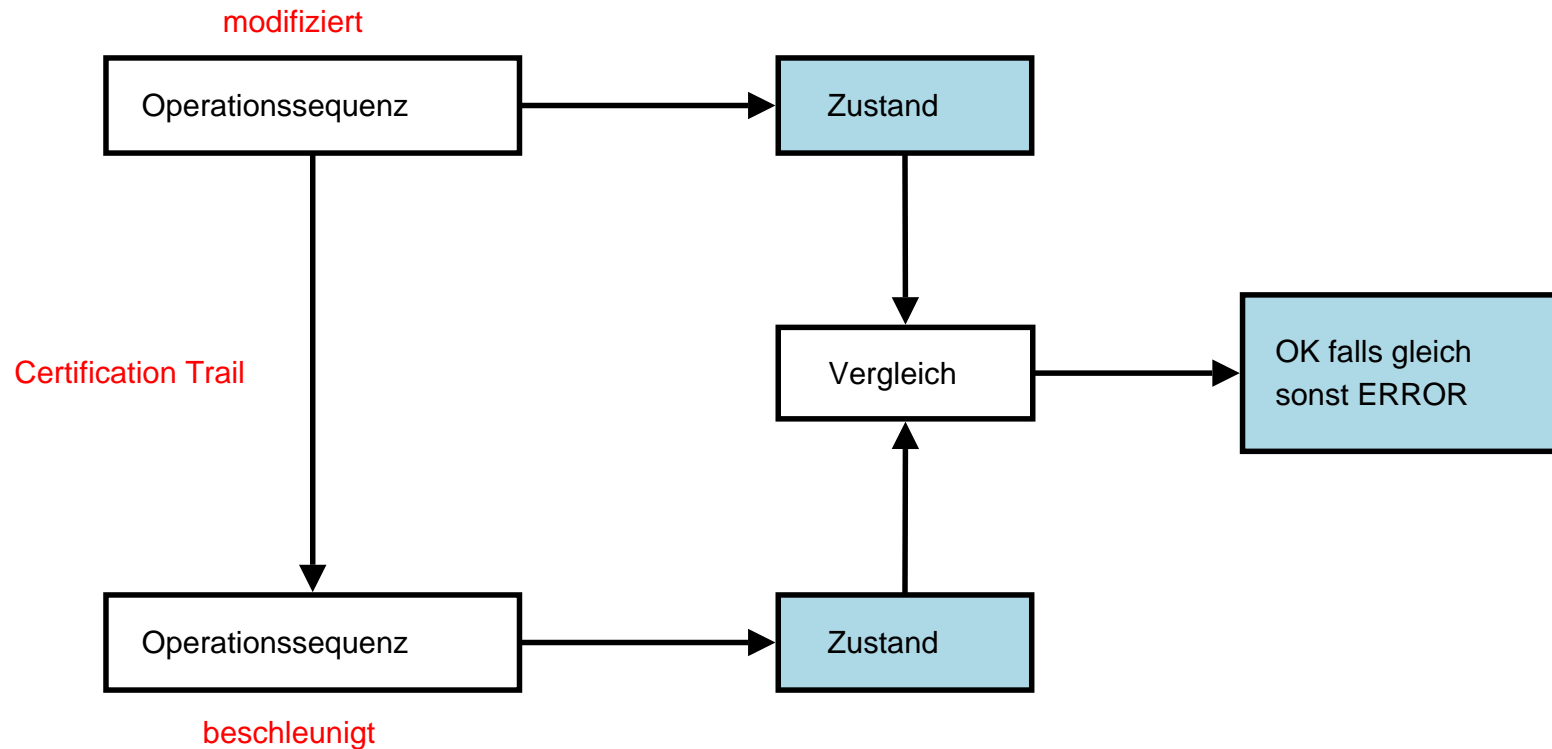 modifiziert
Operationssequenz
Zustand
Certification Trail
Vergleich
OK falls gleich
sonst ERROR
Operationssequenz
Zustand
beschleunigt